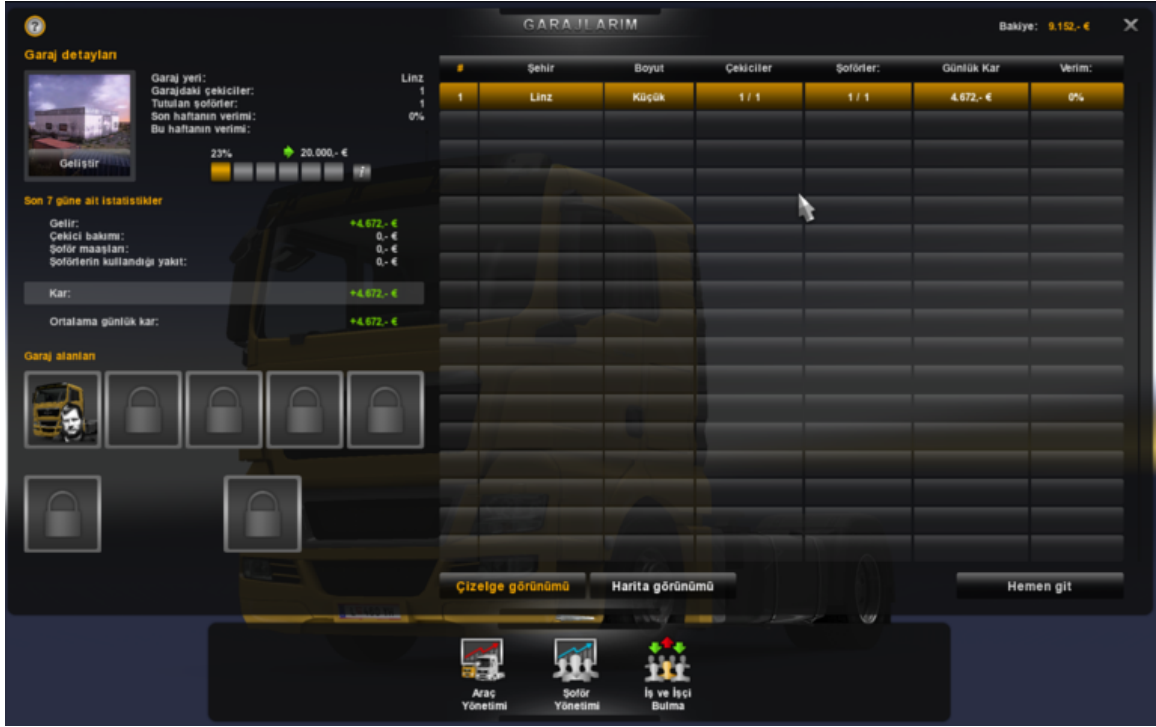 GARAJLARIM
Bakiye: 9.152,- €
Garaj detayları
Garaj yeri: Linz
Garajdaki çekiciler: 1
Tutulan şoförler: 1
Son haftanın verimi: 0%
Bu haftanın verimi:
Geliştir
23% 20.000,- €
Son 7 güne ait istatistikler
Gelir: +4.672,- €
Çekici bakımı: 0,- €
Şoför maaşları: 0,- €
Şoförlerin kullandığı yakıt: 0,- €
Kar: +4.672,- €
Ortalama günlük kar: +4.672,- €
Garaj alanları
# Şehir Boyut Çekiciler Şoförler: Günlük Kar Verim:
1 Linz Küçük 1 / 1 1 / 1 4.672,- € 0%
Çizelge görünümü Harita görünümü Hemen git
Araç Yönetimi
Şoför Yönetimi
İş ve İşçi Bulma